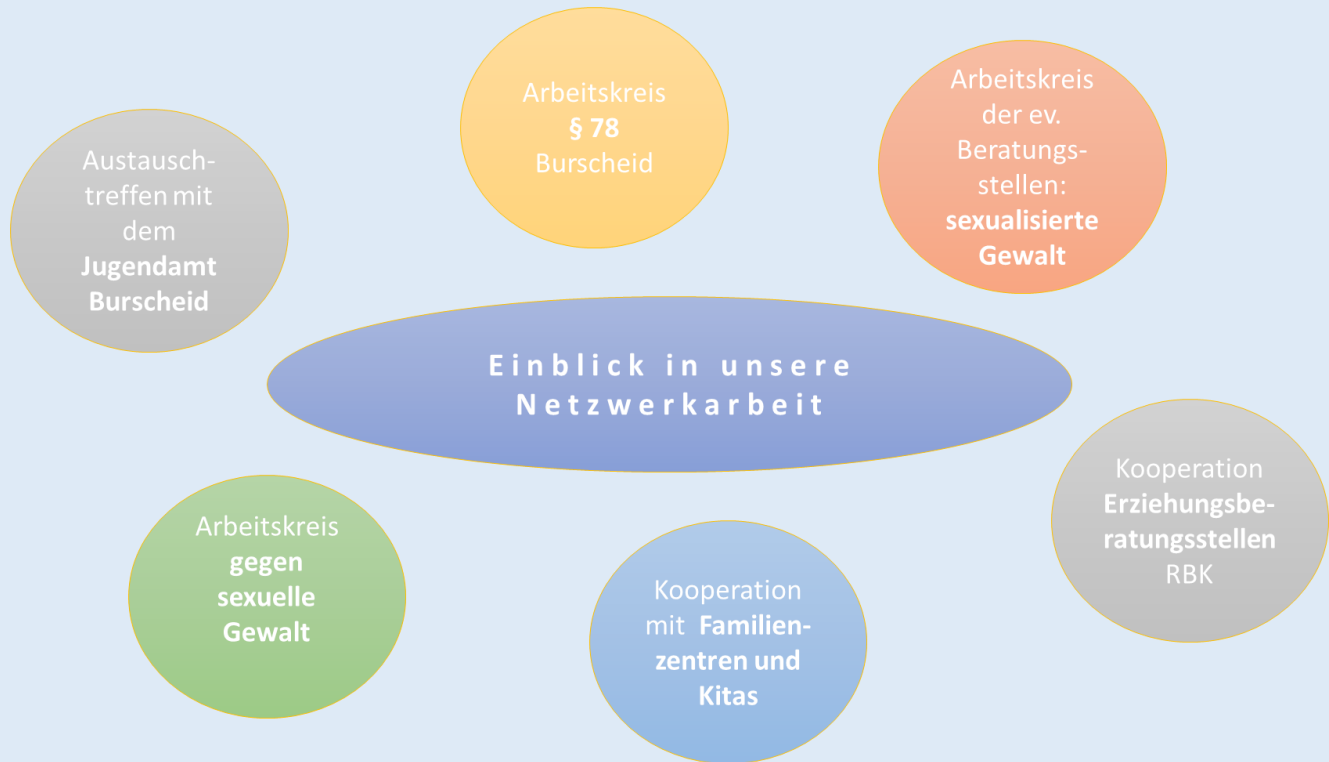 Arbeitskreis
§ 78
Burscheid
Arbeitskreis
der ev.
Beratungs-
stellen:
sexualisierte
Gewalt
Austausch-
treffen mit
dem
Jugendamt
Burscheid
Einblick in unsere
Netzwerkarbeit
Kooperation
Erziehungsbe-
ratungsstellen
RBK
Arbeitskreis
gegen
sexuelle
Gewalt
Kooperation
mit Familien-
zentren und
Kitas